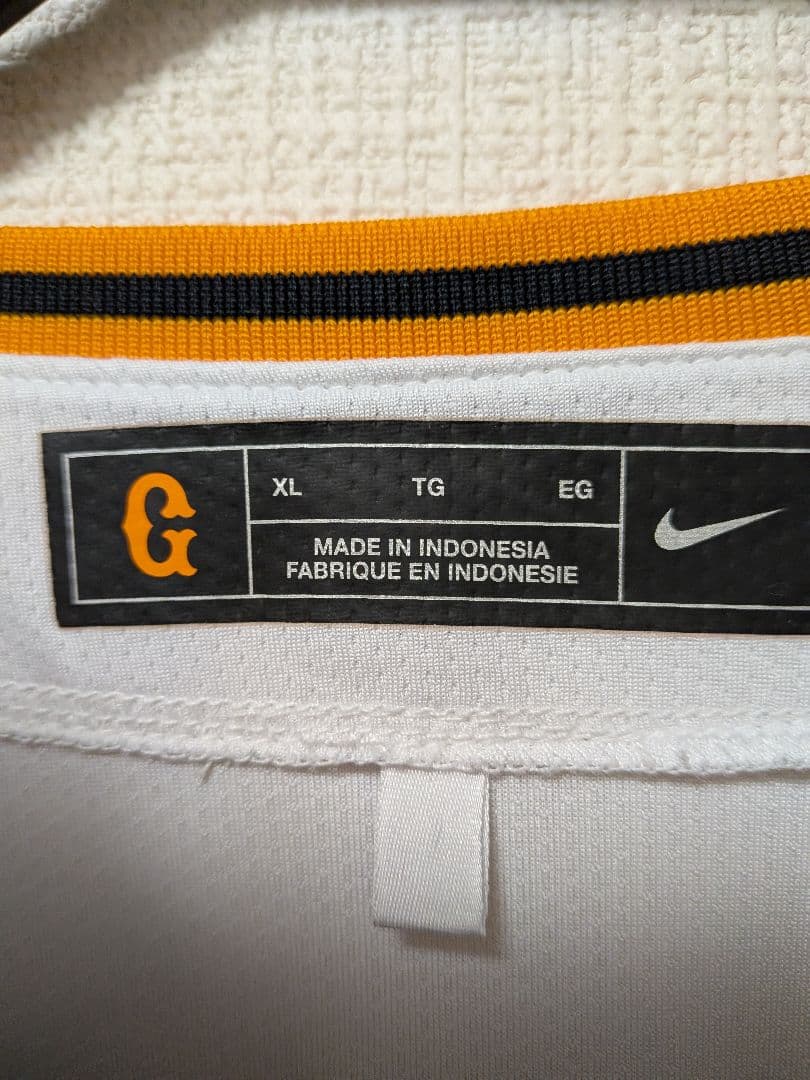 G
XL TG EG
MADE IN INDONESIA
FABRIQUE EN INDONESIE